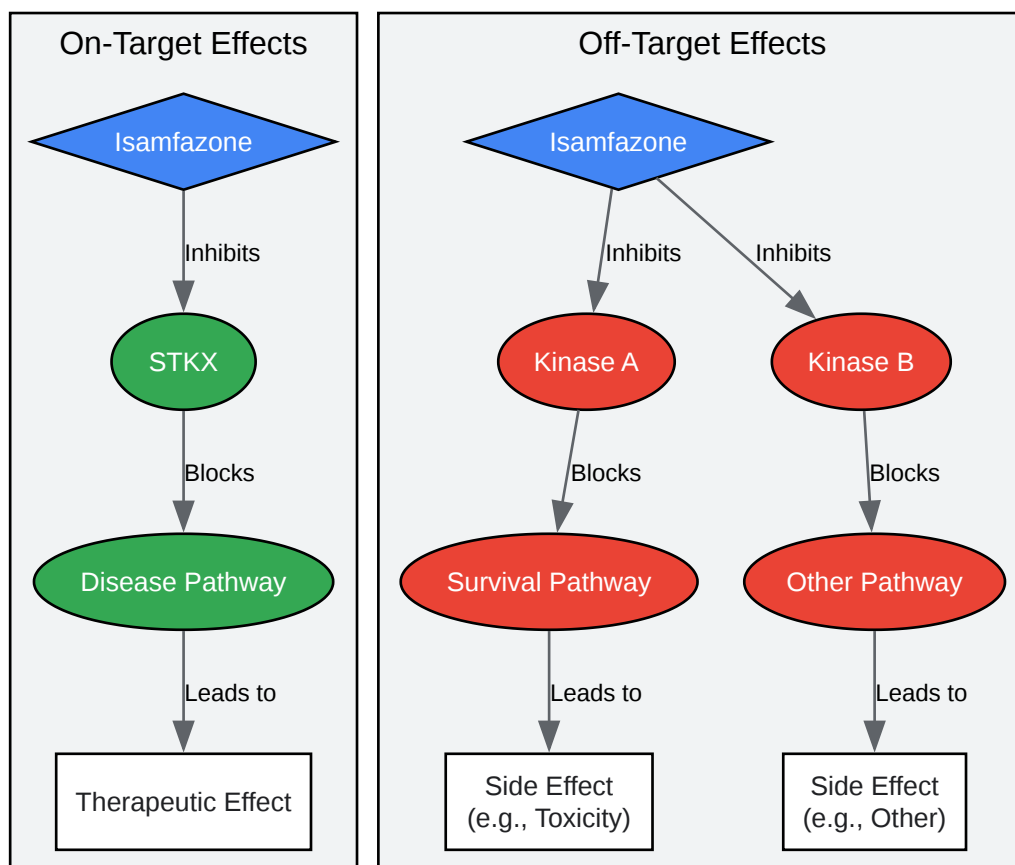 On-Target Effects
Isamfazone
Inhibits
STKX
Blocks
Disease Pathway
Leads to
Therapeutic Effect
Off-Target Effects
Isamfazone
Inhibits
Inhibits
Kinase A
Kinase B
Blocks
Blocks
Survival Pathway
Other Pathway
Leads to
Leads to
Side Effect
(e.g., Toxicity)
Side Effect
(e.g., Other)